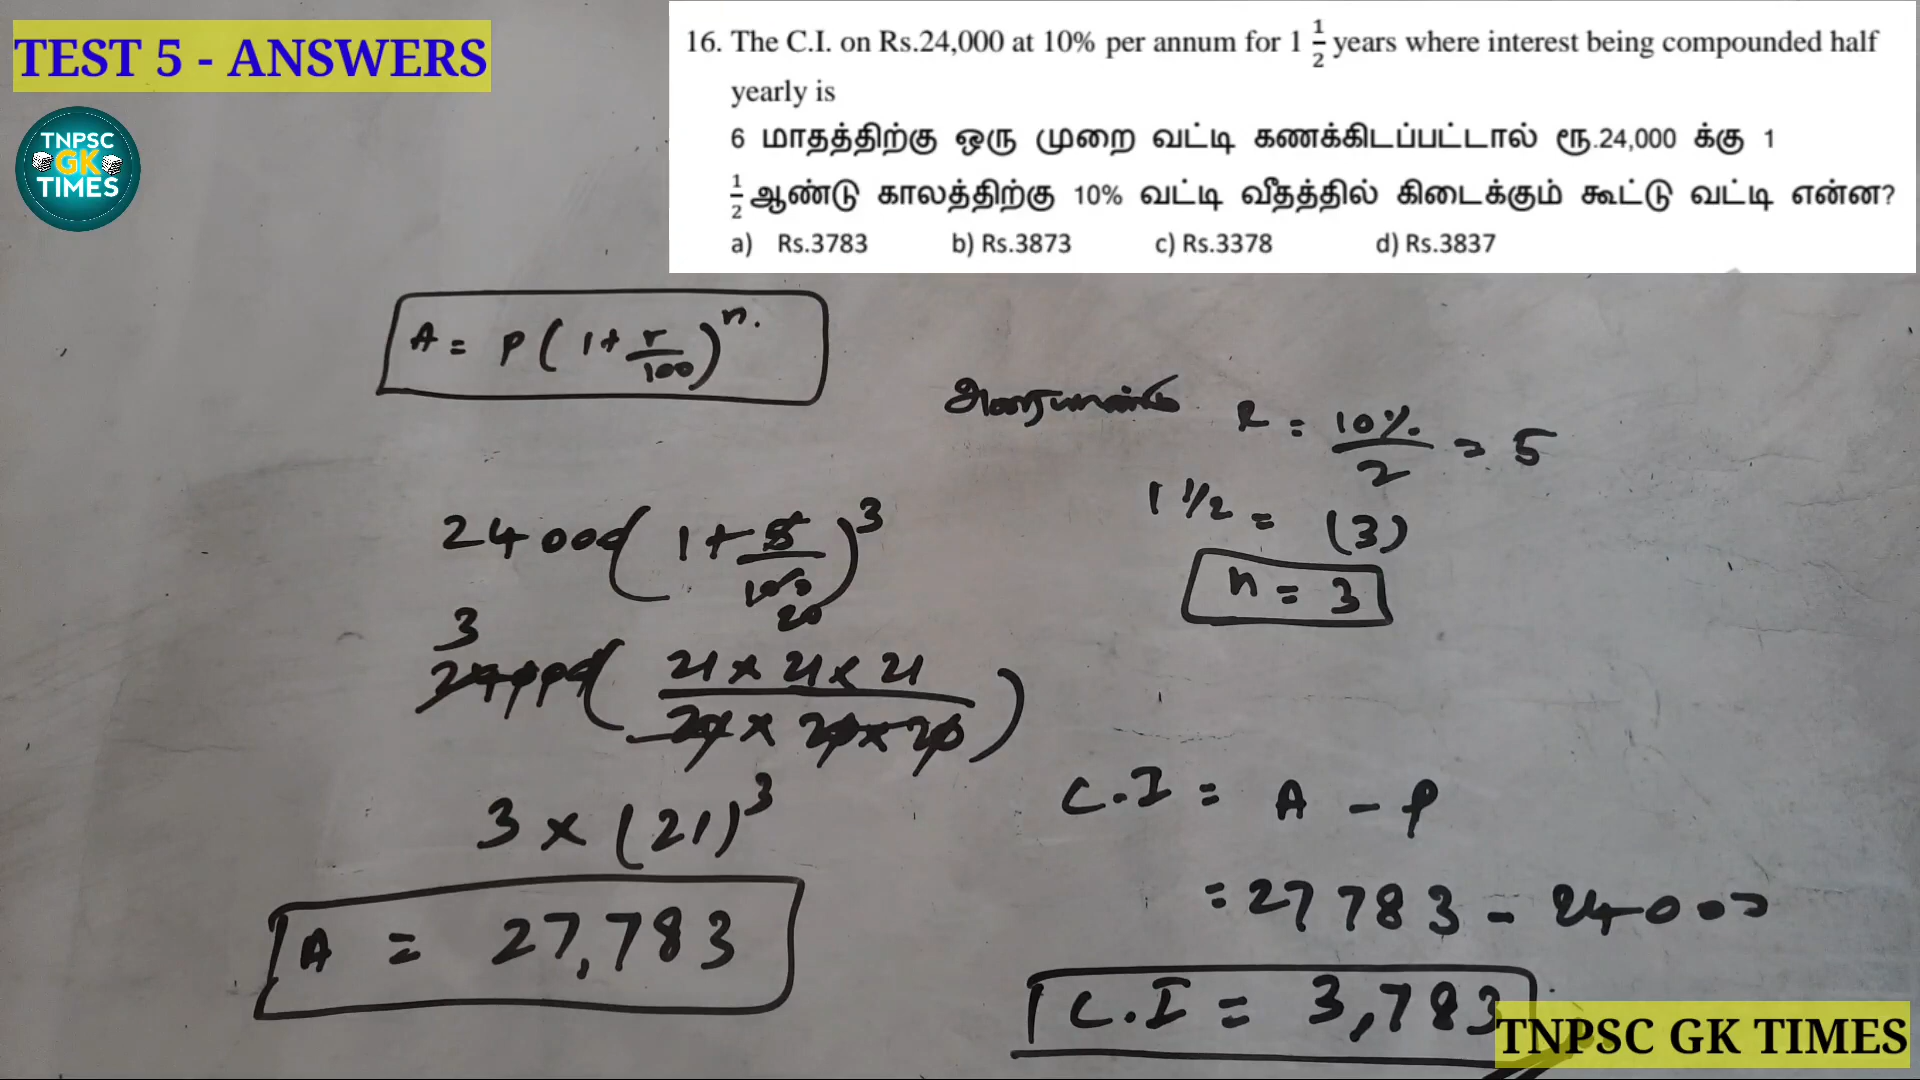 TEST 5 - ANSWERS
TNPSC
GK
TIMES
16. The C.I. on Rs.24,000 at 10% per annum for 1 1/2 years where interest being compounded half
yearly is
6 மாதத்திற்கு ஒரு முறை வட்டி கணக்கிடப்பட்டால் ரூ.24,000 க்கு 1
1/2 ஆண்டு காலத்திற்கு 10% வட்டி வீதத்தில் கிடைக்கும் கூட்டு வட்டி என்ன?
a) Rs.3783 b) Rs.3873 c) Rs.3378 d) Rs.3837
A = P(1+r/100)^n.
அரையாண்டு R = 10%/2 = 5
1 1/2 = (3)
n = 3
24000(1+5/100)^3
20
3
24000(21×21×21/20×20×20)
3 × (21)^3
A = 27,783
C.I = A - P
= 27783 - 24000
C.I = 3,783
TNPSC GK TIMES